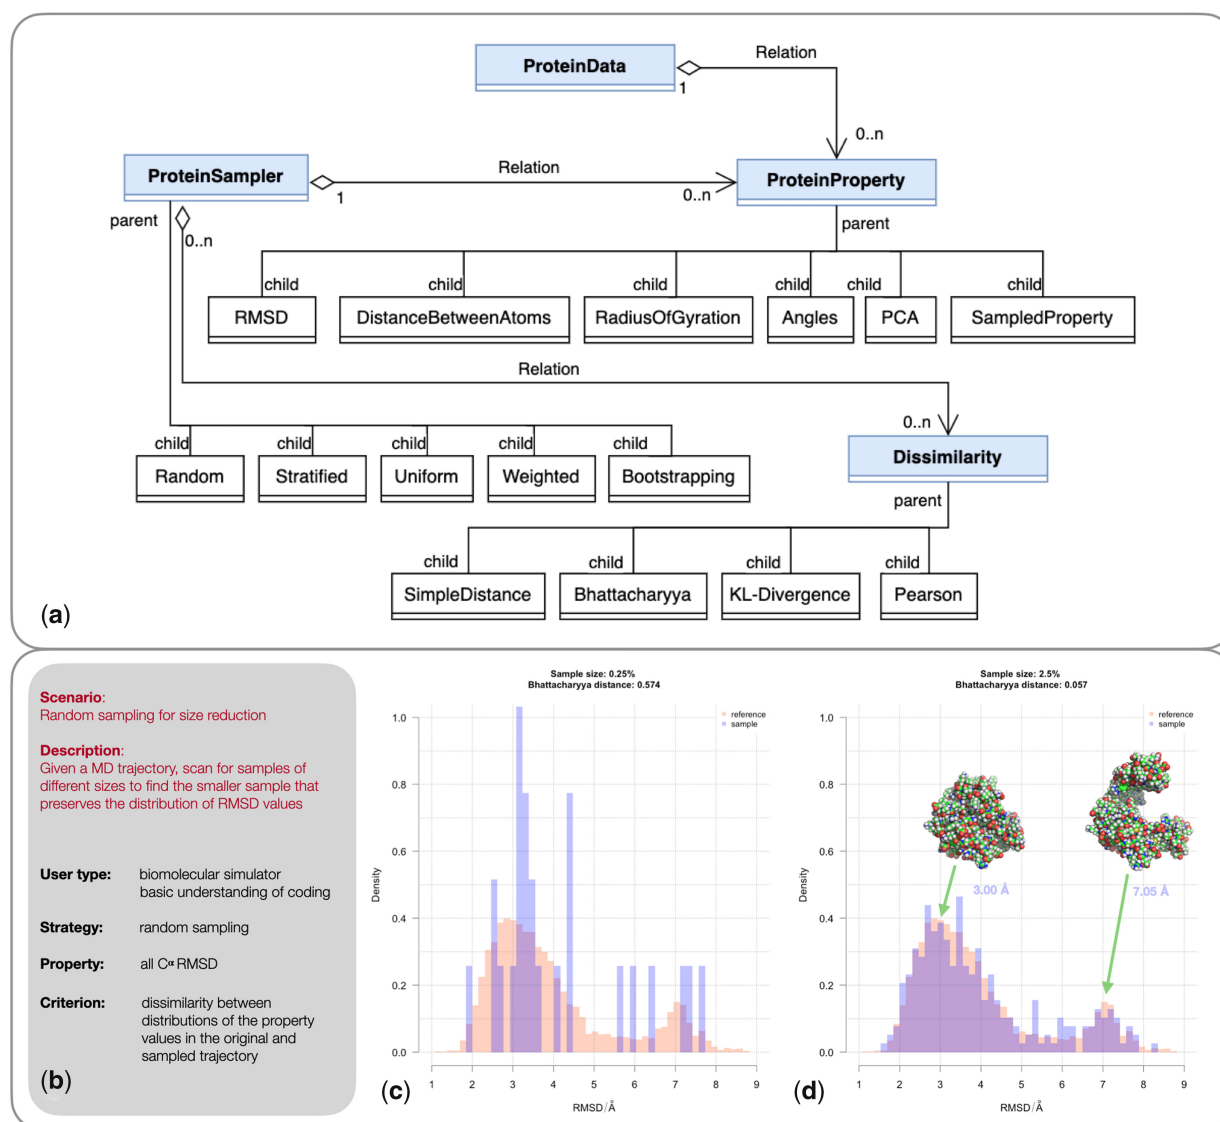 ProteinData
Relation
1
0..n
ProteinSampler
Relation
ProteinProperty
1
0..n
parent
0..n
parent
child
child
child
child
child
child
RMSD
DistanceBetweenAtoms
RadiusOfGyration
Angles
PCA
SampledProperty
Relation
0..n
child
child
child
child
child
Random
Stratified
Uniform
Weighted
Bootstrapping
Dissimilarity
parent
child
child
child
child
SimpleDistance
Bhattacharyya
KL-Divergence
Pearson
(a)
Scenario:
Random sampling for size reduction
Description:
Given a MD trajectory, scan for samples of
different sizes to find the smaller sample that
preserves the distribution of RMSD values
User type: biomolecular simulator
basic understanding of coding
Strategy: random sampling
Property: all Cα RMSD
Criterion: dissimilarity between
distributions of the property
values in the original and
sampled trajectory
(b)
Sample size: 0.25%
Bhattacharyya distance: 0.574
reference
sample
Density
1.0
0.8
0.6
0.4
0.2
0.0
1 2 3 4 5 6 7 8 9
RMSD/Å
(c)
Sample size: 2.5%
Bhattacharyya distance: 0.057
reference
sample
Density
1.0
0.8
0.6
0.4
0.2
0.0
3.00 Å
7.05 Å
1 2 3 4 5 6 7 8 9
RMSD/Å
(d)